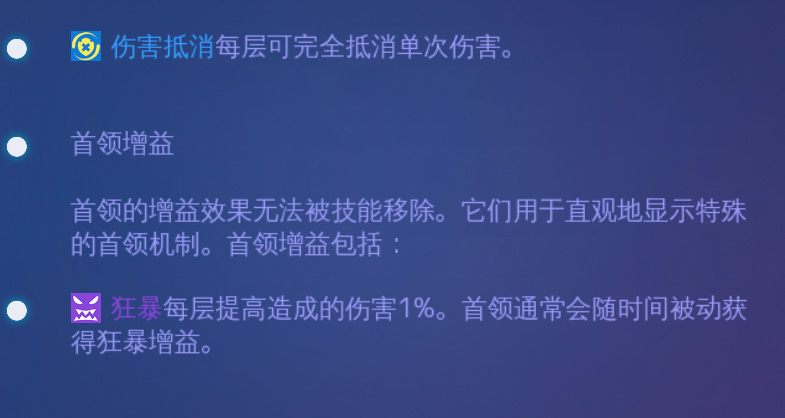 伤害抵消每层可完全抵消单次伤害。
首领增益
首领的增益效果无法被技能移除。它们用于直观地显示特殊
的首领机制。首领增益包括：
狂暴每层提高造成的伤害1%。首领通常会随时间被动获
得狂暴增益。